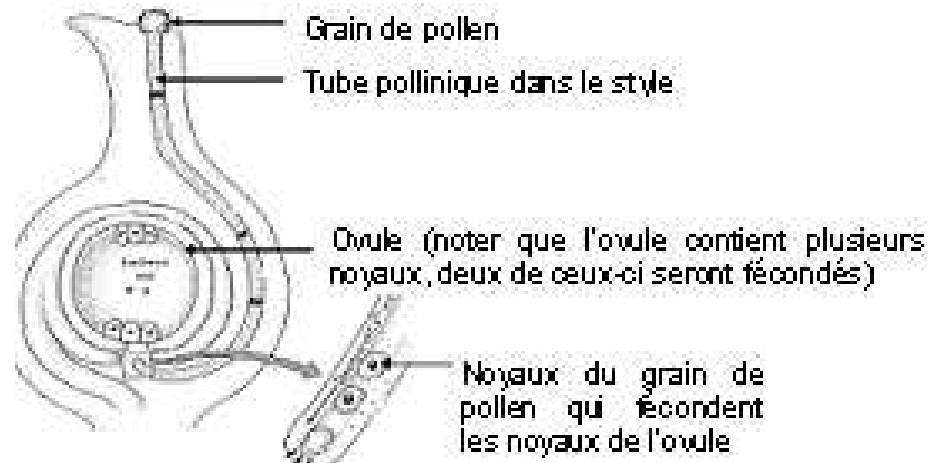 Grain de pollen
Tube pollinique dans le style
Ovule (noter que l'ovule contient plusieurs
noyaux, deux de ceux-ci seront fécondés)
Noyaux du grain de
pollen qui fécondent
les noyaux de l'ovule